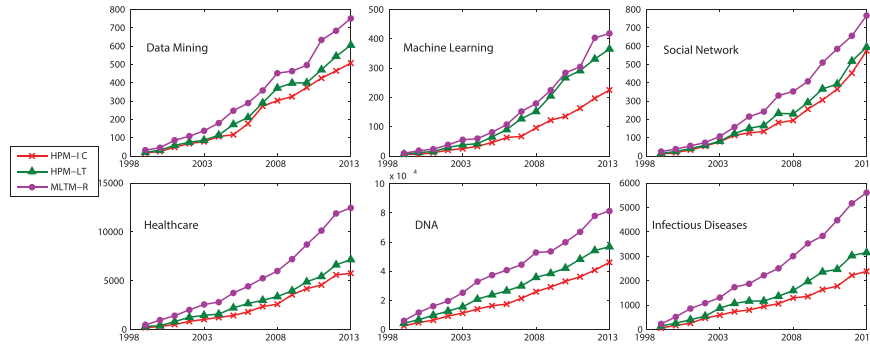 800 700 600 500 400 300 200 100 0
Data Mining
1998 2003 2008 2013
500 400 300 200 100 0
Machine Learning
1998 2003 2008 2013
800 700 600 500 400 300 200 100 0
Social Network
1998 2003 2008 201
HPM-IC
HPM-LT
MLTM-R
15000 10000 5000 0
Healthcare
1998 2003 2008 2013
x 10 4
10 8 6 4 2 0
DNA
1998 2003 2008 2013
6000 5000 4000 3000 2000 1000 0
Infectious Diseases
1998 2003 2008 201